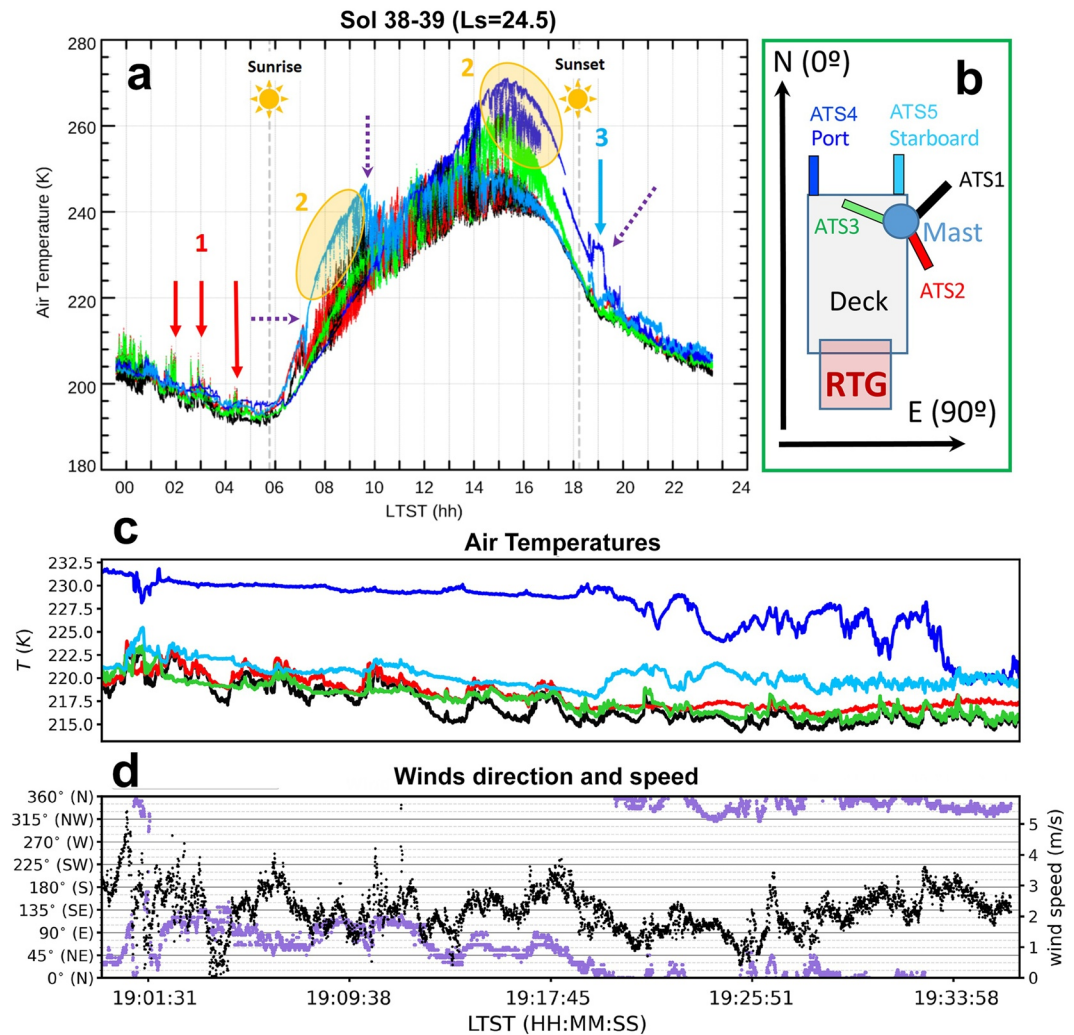 Sol 38-39 (Ls=24.5)
a
Sunrise
Sunset
2
2
1
3
Air Temperature (K)
280
260
240
220
200
180
00 02 04 06 08 10 12 14 16 18 20 22 24
LTST (hh)
b
N (0º)
ATS4
Port
ATS5
Starboard
ATS1
ATS3
Mast
ATS2
Deck
RTG
E (90º)
c
Air Temperatures
T (K)
232.5
230.0
227.5
225.0
222.5
220.0
217.5
215.0
d
Winds direction and speed
360° (N)
315° (NW)
270° (W)
225° (SW)
180° (S)
135° (SE)
90° (E)
45° (NE)
0° (N)
5
4
3
2
1
0
wind speed (m/s)
19:01:31 19:09:38 19:17:45 19:25:51 19:33:58
LTST (HH:MM:SS)